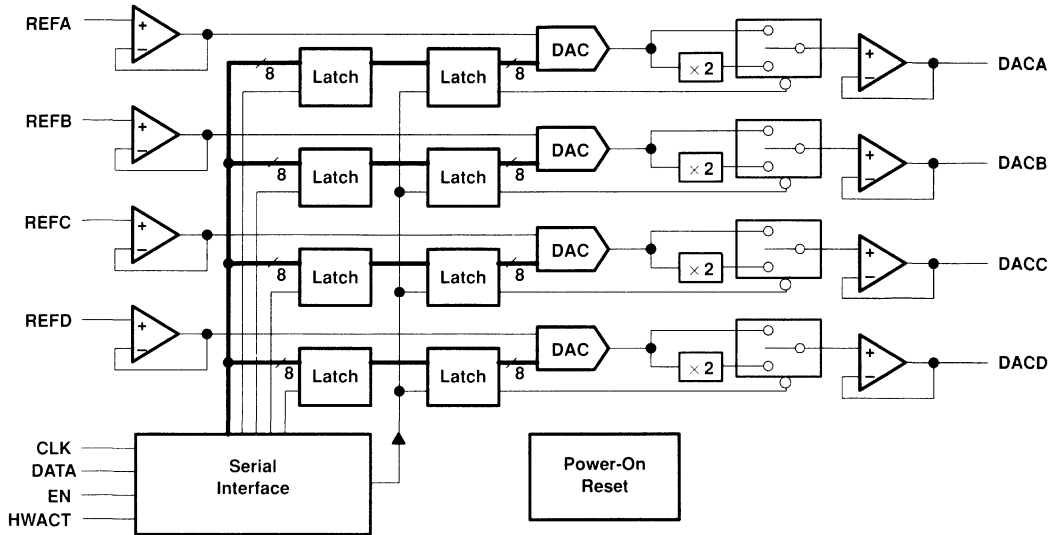 REFA
+
−
8
Latch
Latch
8
DAC
× 2
+
−
DACA
REFB
+
−
8
Latch
Latch
8
DAC
× 2
+
−
DACB
REFC
+
−
8
Latch
Latch
8
DAC
× 2
+
−
DACC
REFD
+
−
8
Latch
Latch
8
DAC
× 2
+
−
DACD
CLK
DATA
EN
HWACT
Serial
Interface
Power-On
Reset